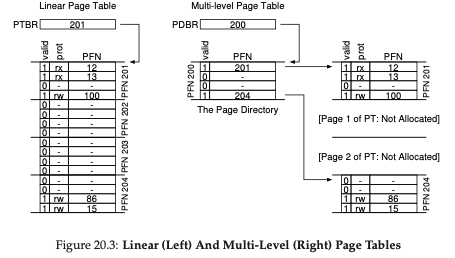 Linear Page Table
PTBR 201
valid prot PFN
1 rx 12
1 rx 13
0 - -
1 rw 100
PFN 201
0 - -
0 - -
0 - -
0 - -
PFN 202
0 - -
0 - -
0 - -
0 - -
PFN 203
0 - -
0 - -
1 rw 86
1 rw 15
PFN 204
Multi-level Page Table
PDBR 200
valid PFN
1 201
0 -
0 -
1 204
PFN 200
The Page Directory
valid prot PFN
1 rx 12
1 rx 13
0 - -
1 rw 100
PFN 201
[Page 1 of PT: Not Allocated]
[Page 2 of PT: Not Allocated]
0 - -
0 - -
1 rw 86
1 rw 15
PFN 204
Figure 20.3: Linear (Left) And Multi-Level (Right) Page Tables